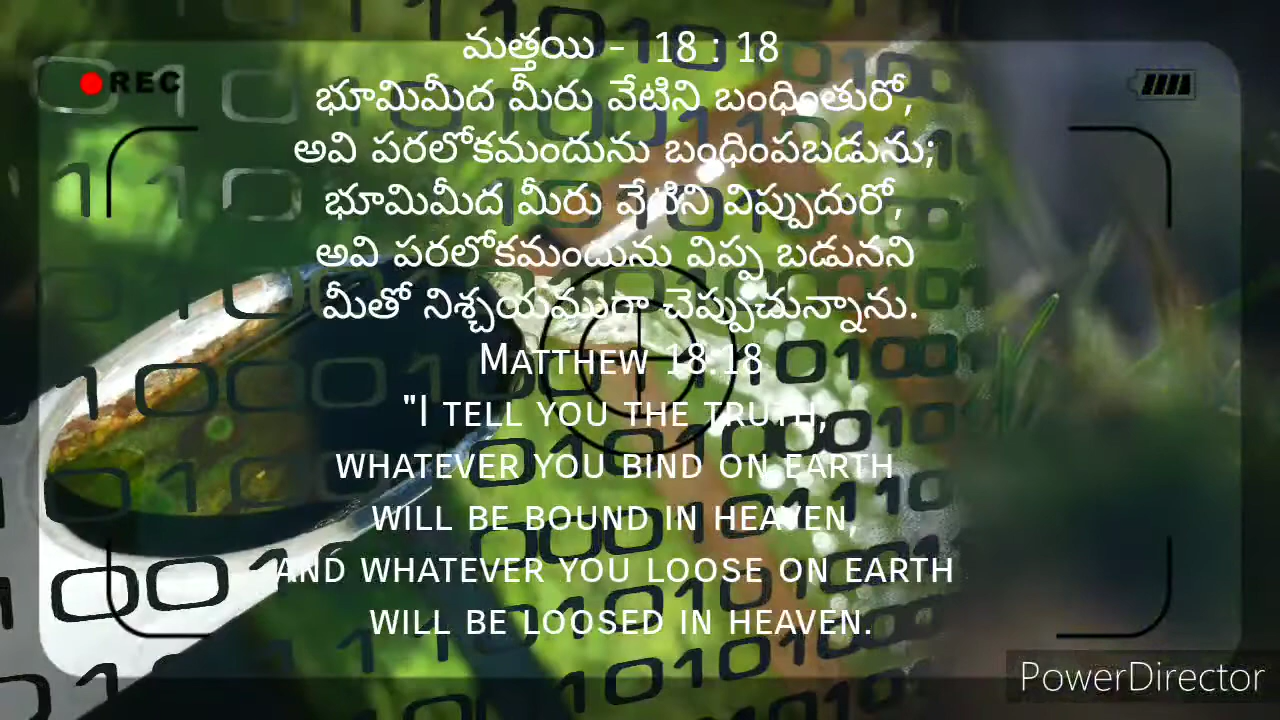 మత్తయి - 18 : 18
REC
భూమిమీద మీరు వేటిని బంధింతురో,
అవి పరలోకమందును బంధింపబడును;
భూమిమీద మీరు వేటిని విప్పుదురో,
అవి పరలోకమందును విప్ప బడునని
మీతో నిశ్చయముగా చెప్పుచున్నాను.
MATTHEW 18:18
"I TELL YOU THE TRUTH,
WHATEVER YOU BIND ON EARTH
WILL BE BOUND IN HEAVEN,
AND WHATEVER YOU LOOSE ON EARTH
WILL BE LOOSED IN HEAVEN.
PowerDirector